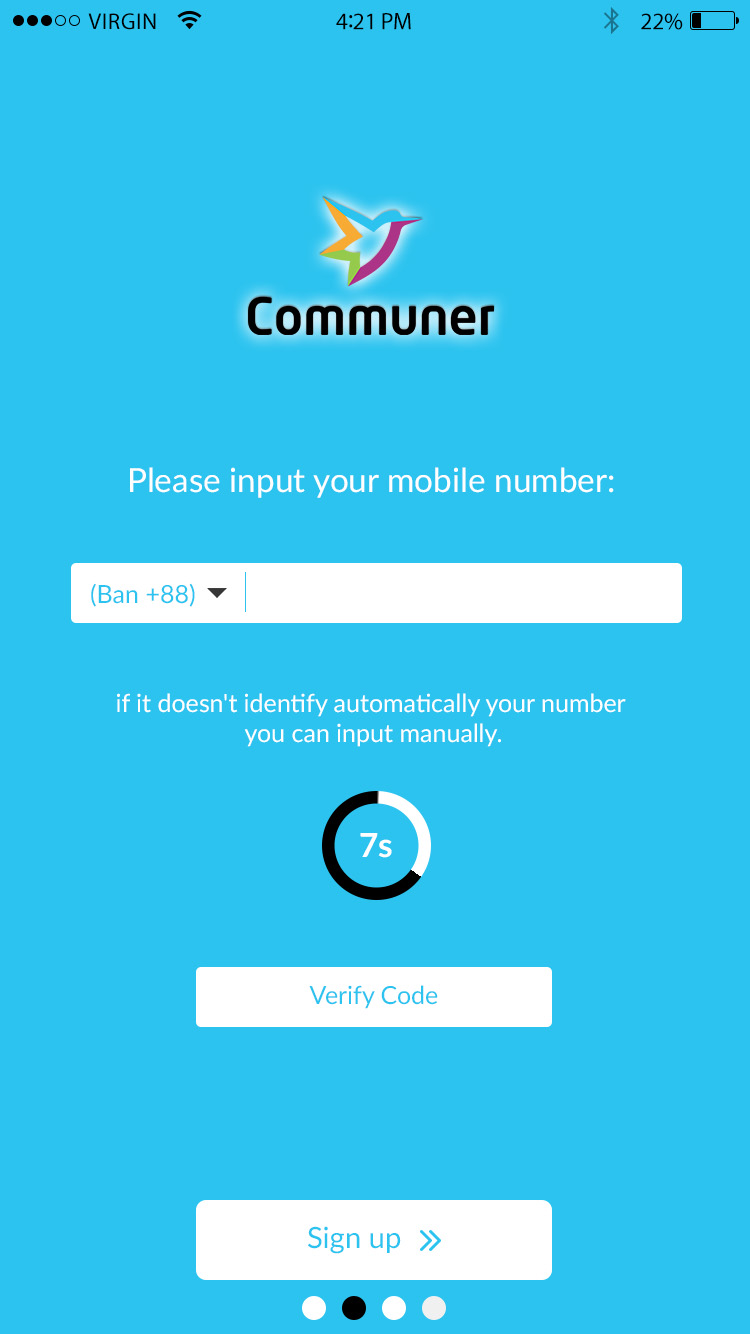 VIRGIN 4:21 PM 22%
Communer
Please input your mobile number:
(Ban +88)
if it doesn't identify automatically your number
you can input manually.
7s
Verify Code
Sign up